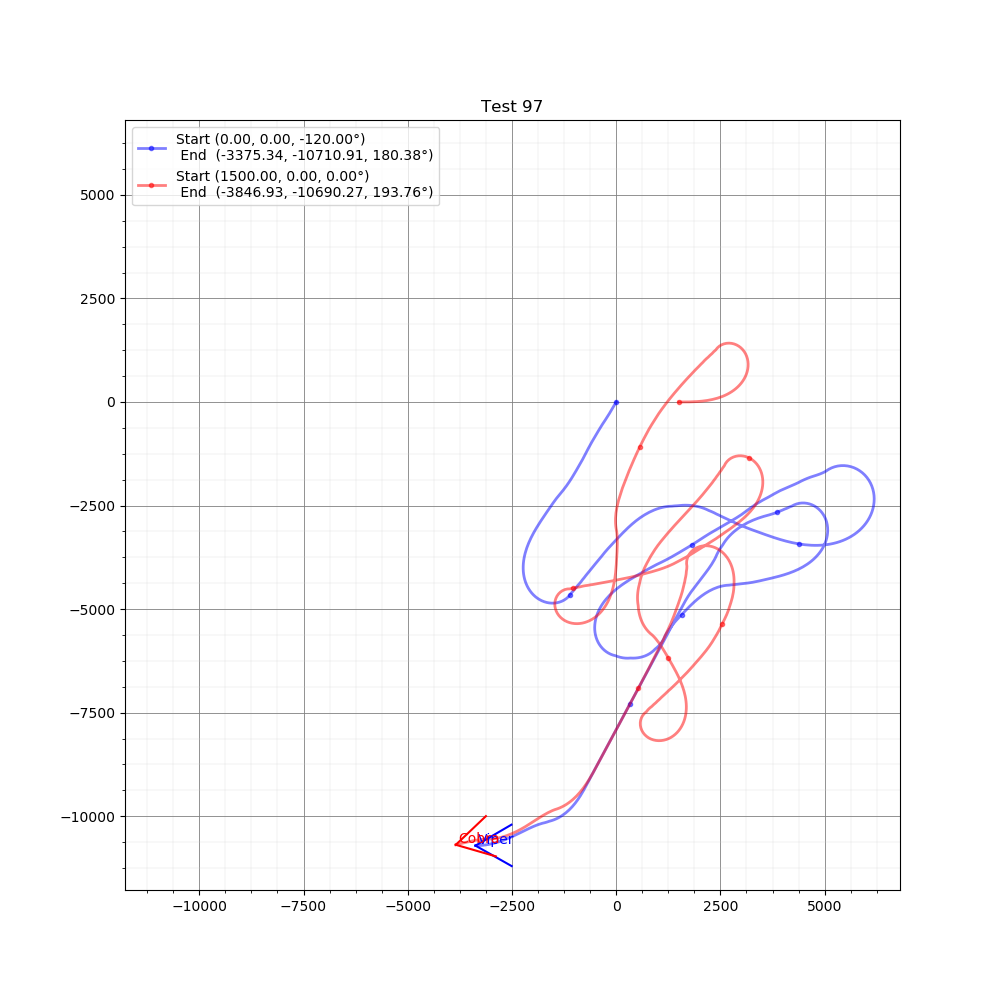 Test 97
Start (0.00, 0.00, -120.00°)
End (-3375.34, -10710.91, 180.38°)
Start (1500.00, 0.00, 0.00°)
End (-3846.93, -10690.27, 193.76°)
5000
2500
0
−2500
−5000
−7500
−10000
Cobra Viper
−10000 −7500 −5000 −2500 0 2500 5000